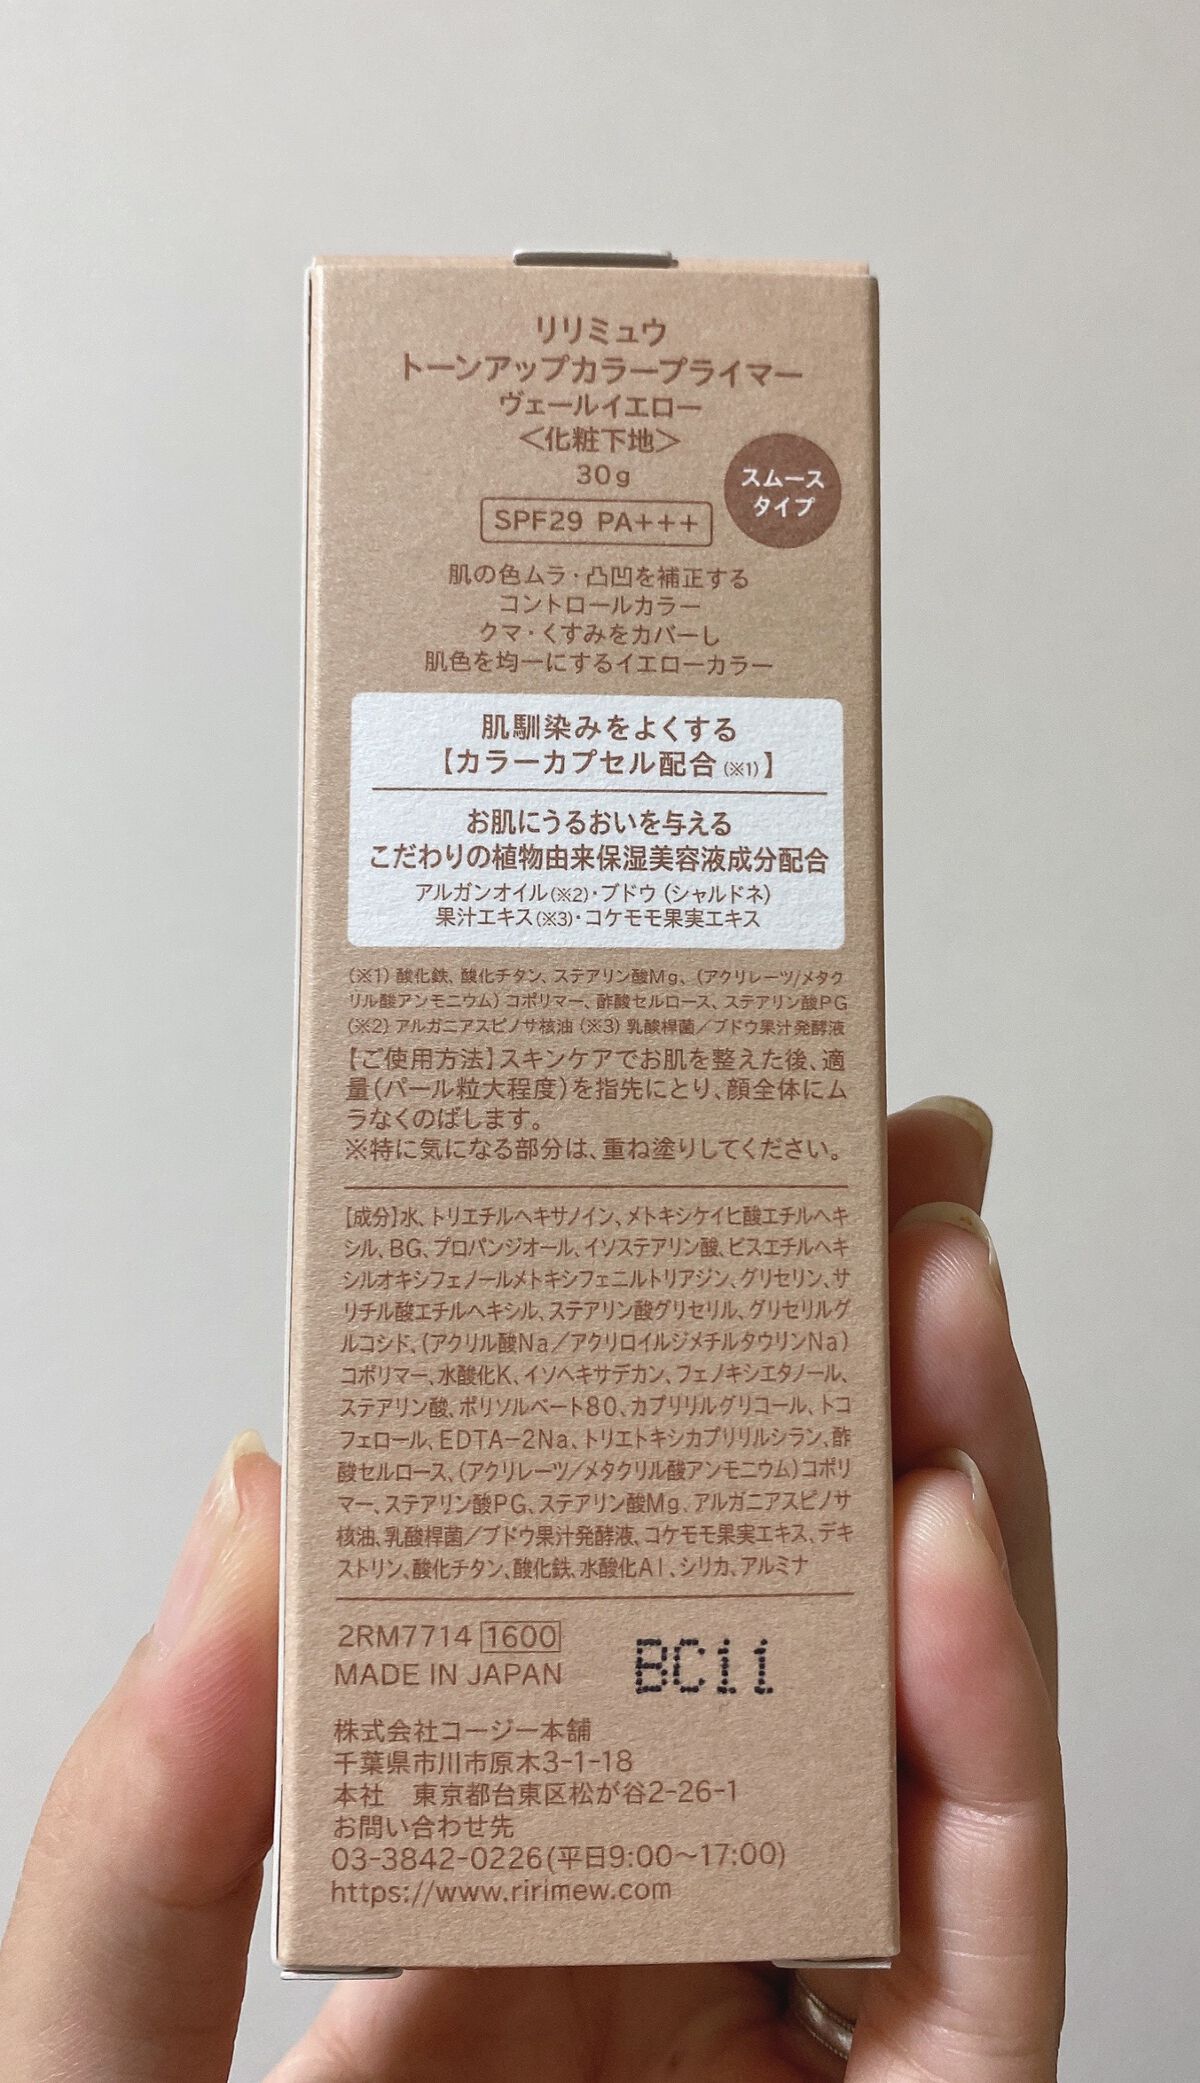 リリミュウ
トーンアップカラープライマー
ヴェールイエロー
＜化粧下地＞
30g
スムース
タイプ
SPF29 PA+++
肌の色ムラ・凸凹を補正する
コントロールカラー
クマ・くすみをカバーし
肌色を均一にするイエローカラー
肌馴染みをよくする
【カラーカプセル配合(※1)】
お肌にうるおいを与える
こだわりの植物由来保湿美容液成分配合
アルガンオイル(※2)・ブドウ(シャルドネ)
果汁エキス(※3)・コケモモ果実エキス
(※1)酸化鉄、酸化チタン、ステアリン酸Mg、(アクリレーツ/メタク
リル酸アンモニウム)コポリマー、酢酸セルロース、ステアリン酸PG
(※2)アルガニアスピノサ核油(※3)乳酸桿菌／ブドウ果汁発酵液
【ご使用方法】スキンケアでお肌を整えた後、適
量(パール粒大程度)を指先にとり、顔全体にム
ラなくのばします。
※特に気になる部分は、重ね塗りしてください。
【成分】水、トリエチルヘキサノイン、メトキシケイヒ酸エチルヘキ
シル、BG、プロパンジオール、イソステアリン酸、ビスエチルヘキ
シルオキシフェノールメトキシフェニルトリアジン、グリセリン、サ
リチル酸エチルヘキシル、ステアリン酸グリセリル、グリセリルグ
ルコシド、(アクリル酸Na／アクリロイルジメチルタウリンNa)
コポリマー、水酸化K、イソヘキサデカン、フェノキシエタノール、
ステアリン酸、ポリソルベート80、カプリリルグリコール、トコ
フェロール、EDTA−2Na、トリエトキシカプリリルシラン、酢
酸セルロース、(アクリレーツ/メタクリル酸アンモニウム)コポリ
マー、ステアリン酸PG、ステアリン酸Mg、アルガニアスピノサ
核油、乳酸桿菌／ブドウ果汁発酵液、コケモモ果実エキス、デキ
ストリン、酸化チタン、酸化鉄、水酸化Al、シリカ、アルミナ
2RM7714 1600
MADE IN JAPAN
BC11
株式会社コージー本舗
千葉県市川市原木3-1-18
本社　東京都台東区松が谷2-26-1
お問い合わせ先
03-3842-0226(平日9:00〜17:00)
https://www.ririmew.com